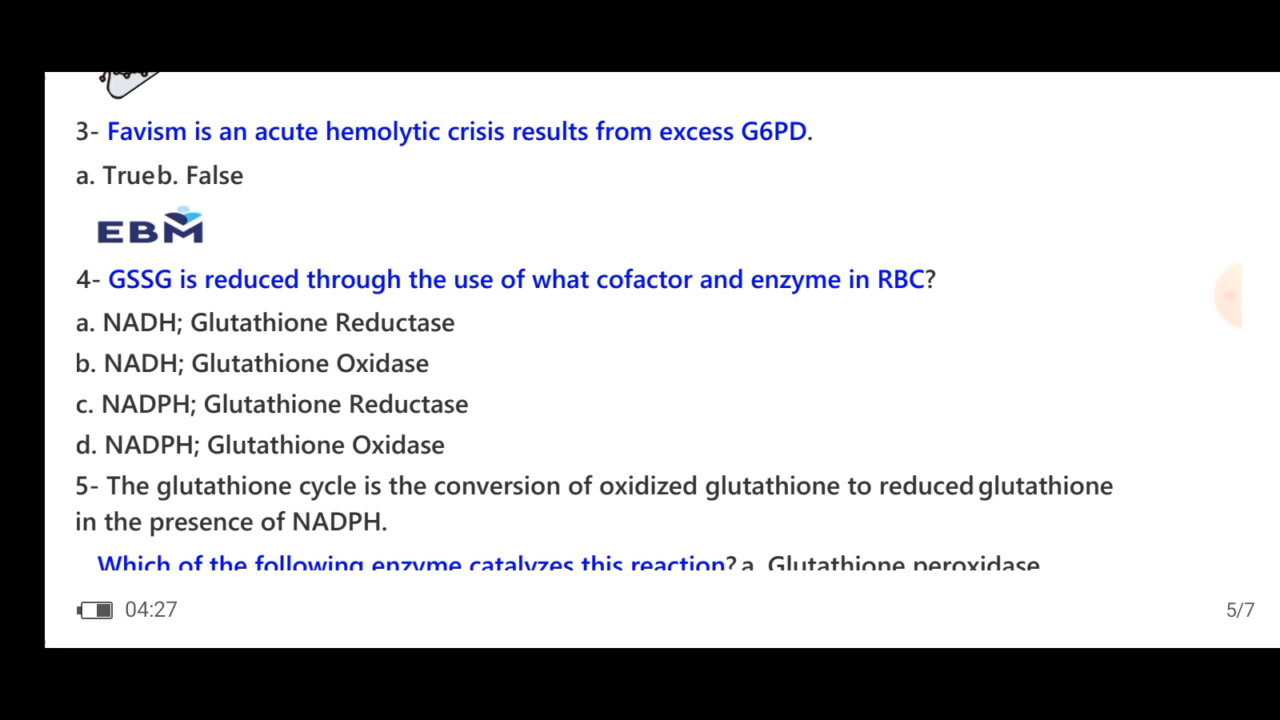 3- Favism is an acute hemolytic crisis results from excess G6PD.
a. Trueb. False
EBM
4- GSSG is reduced through the use of what cofactor and enzyme in RBC?
a. NADH; Glutathione Reductase
b. NADH; Glutathione Oxidase
c. NADPH; Glutathione Reductase
d. NADPH; Glutathione Oxidase
5- The glutathione cycle is the conversion of oxidized glutathione to reduced glutathione
in the presence of NADPH.
Which of the following enzyme catalyzes this reaction? a. Glutathione peroxidase
04:27
5/7